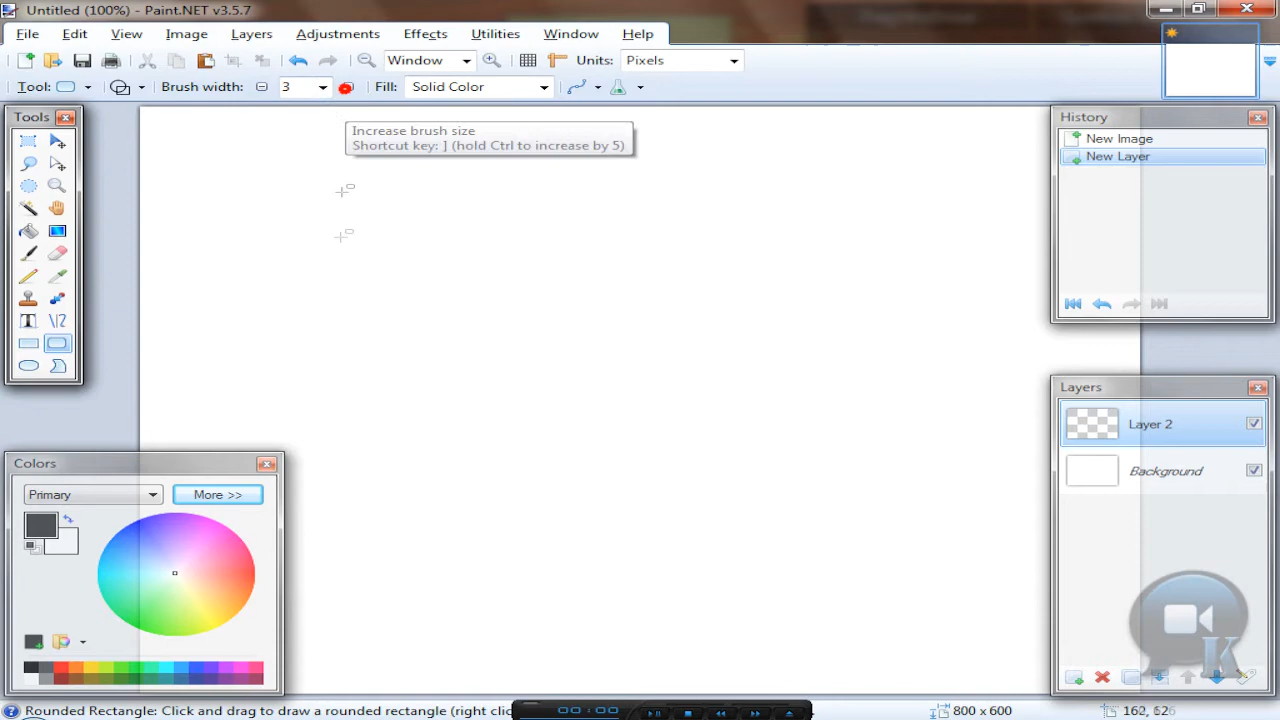 Untitled (100%) - Paint.NET v3.5.7
File Edit View Image Layers Adjustments Effects Utilities Window Help
Window Units: Pixels
Tool: Brush width: 3 Fill: Solid Color
Tools
Increase brush size
Shortcut key: ] (hold Ctrl to increase by 5)
History
New Image
New Layer
Layers
Layer 2
Background
Colors
Primary More >>
K
Rounded Rectangle: Click and drag to draw a rounded rectangle (right clic
00:00
800 x 600
162, 626